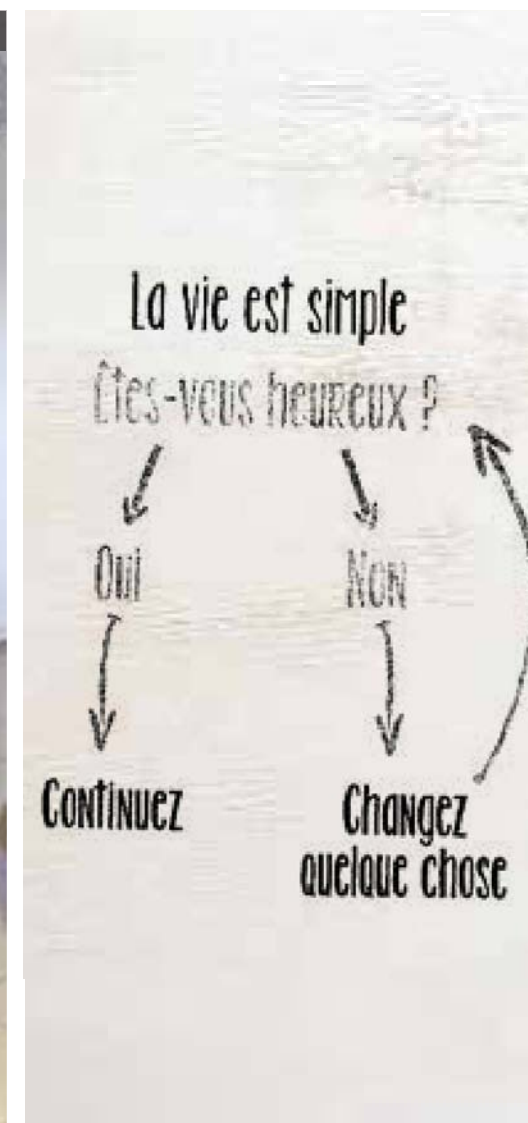 La vie est simple
Êtes-vous heureux ?
Oui Non
Continuez
Changez
quelque chose